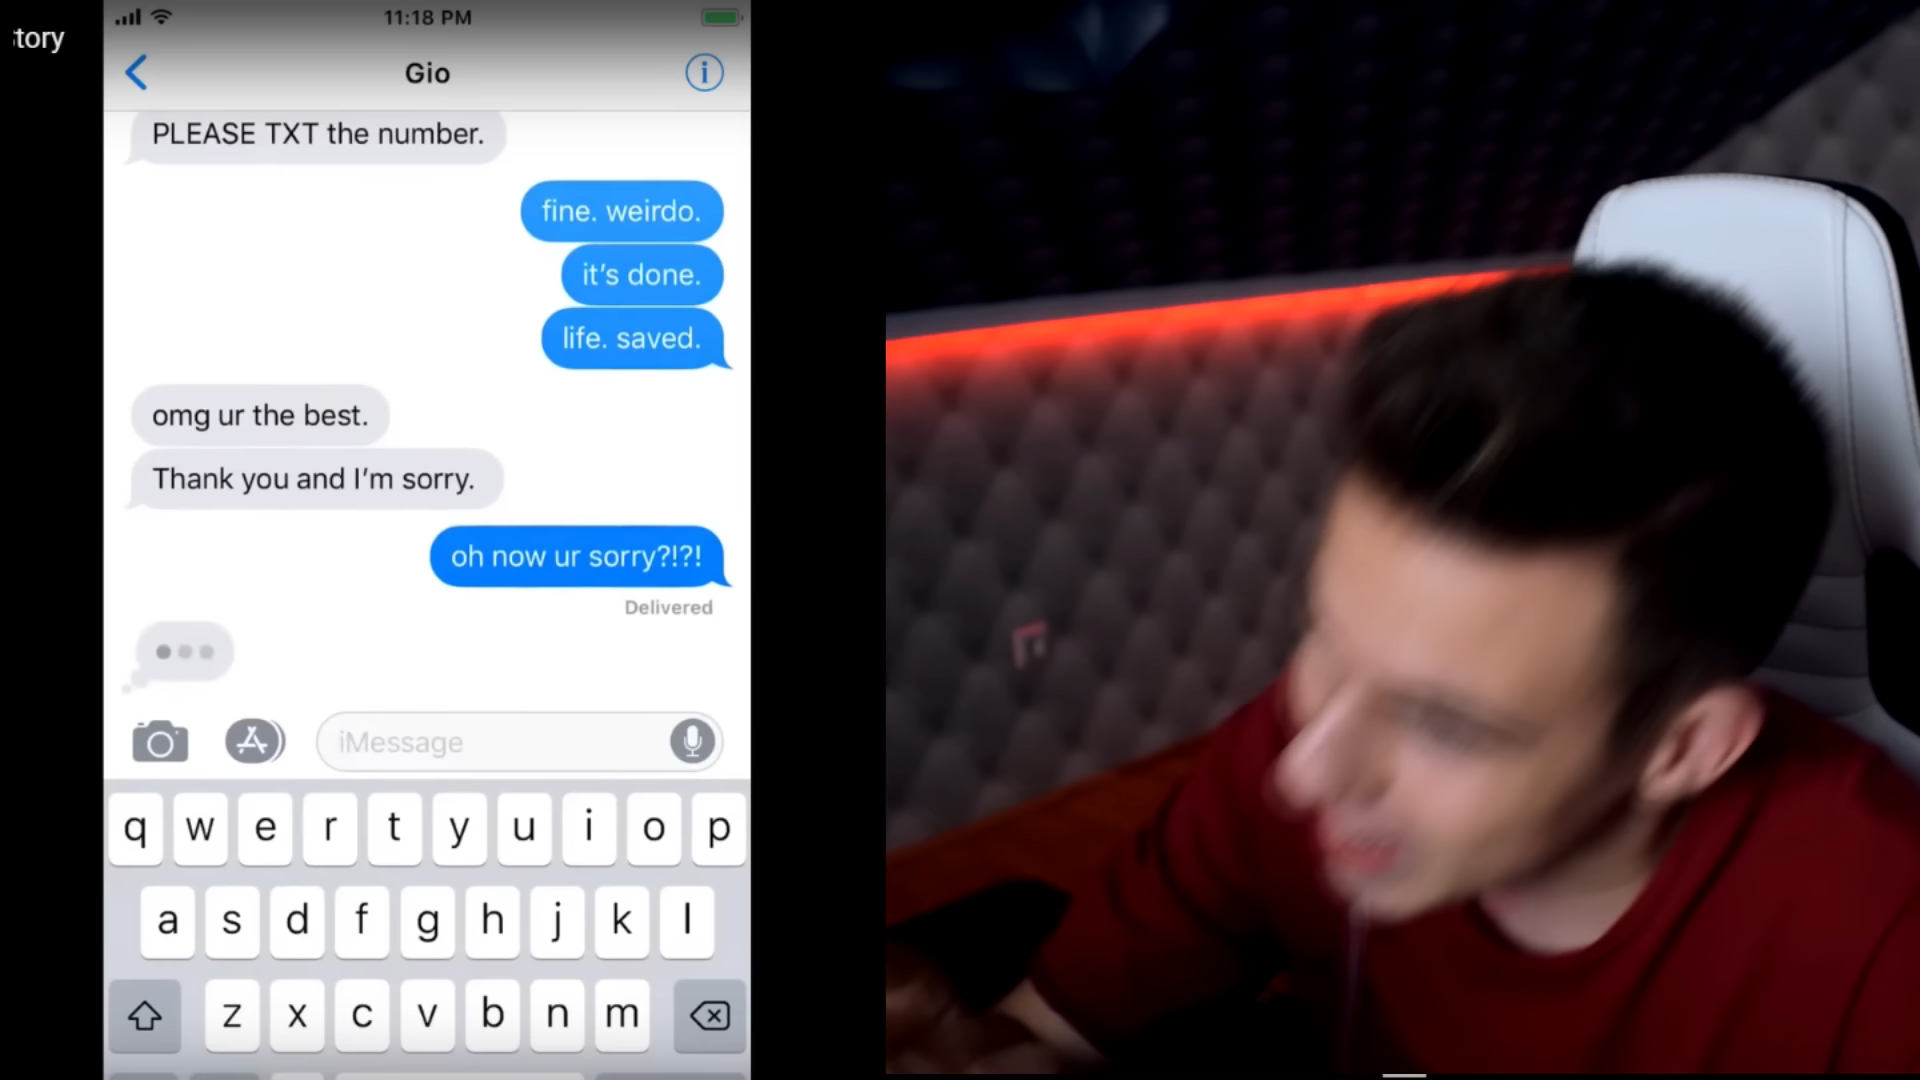 tory
11:18 PM
Gio
PLEASE TXT the number.
fine. weirdo.
it's done.
life. saved.
omg ur the best.
Thank you and I'm sorry.
oh now ur sorry?!?!
Delivered
iMessage
q w e r t y u i o p
a s d f g h j k l
z x c v b n m